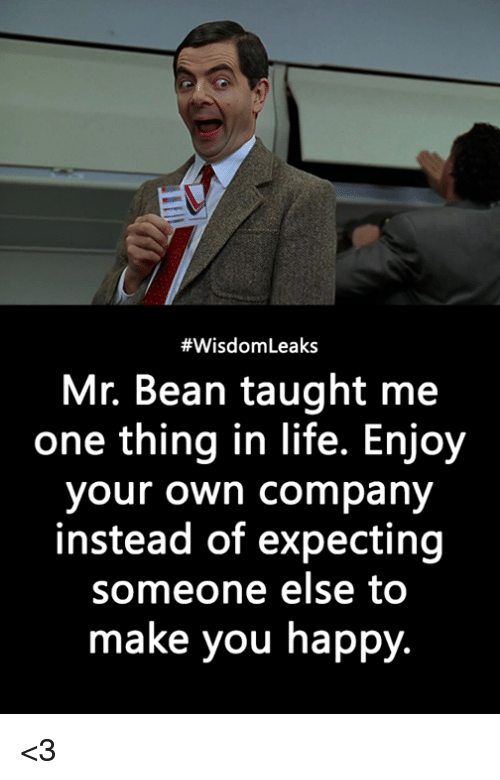 #WisdomLeaks
Mr. Bean taught me
one thing in life. Enjoy
your own company
instead of expecting
someone else to
make you happy.
<3